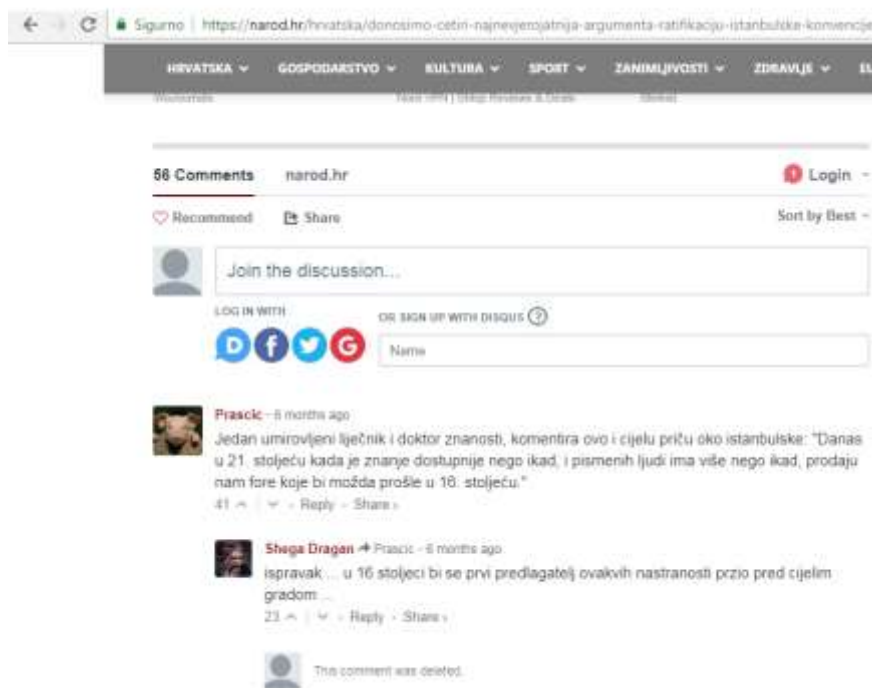 Sigurno https://narod.hr/hrvatska/donosimo-cetiri-najnevjerojatnija-argumenta-ratifikaciju-istanbulske-konvencije
HRVATSKA GOSPODARSTVO KULTURA SPORT ZANIMLJIVOSTI ZDRAVLJE
56 Comments narod.hr 1 Login
Recommend Share Sort by Best
Join the discussion...
LOG IN WITH OR SIGN UP WITH DISQUS ?
Name
Prascic - 6 months ago
Jedan umirovljeni liječnik i doktor znanosti, komentira ovo i cijelu priču oko istanbulske: "Danas
u 21. stoljeću kada je znanje dostupnije nego ikad, i pismenih ljudi ima više nego ikad, prodaju
nam fore koje bi možda prošle u 16. stoljeću."
41 Reply Share ›
Shega Dragan Prascic - 6 months ago
ispravak ... u 16 stoljeci bi se prvi predlagatelj ovakvih nastranosti przio pred cijelim
gradom ...
23 Reply Share ›
This comment was deleted.